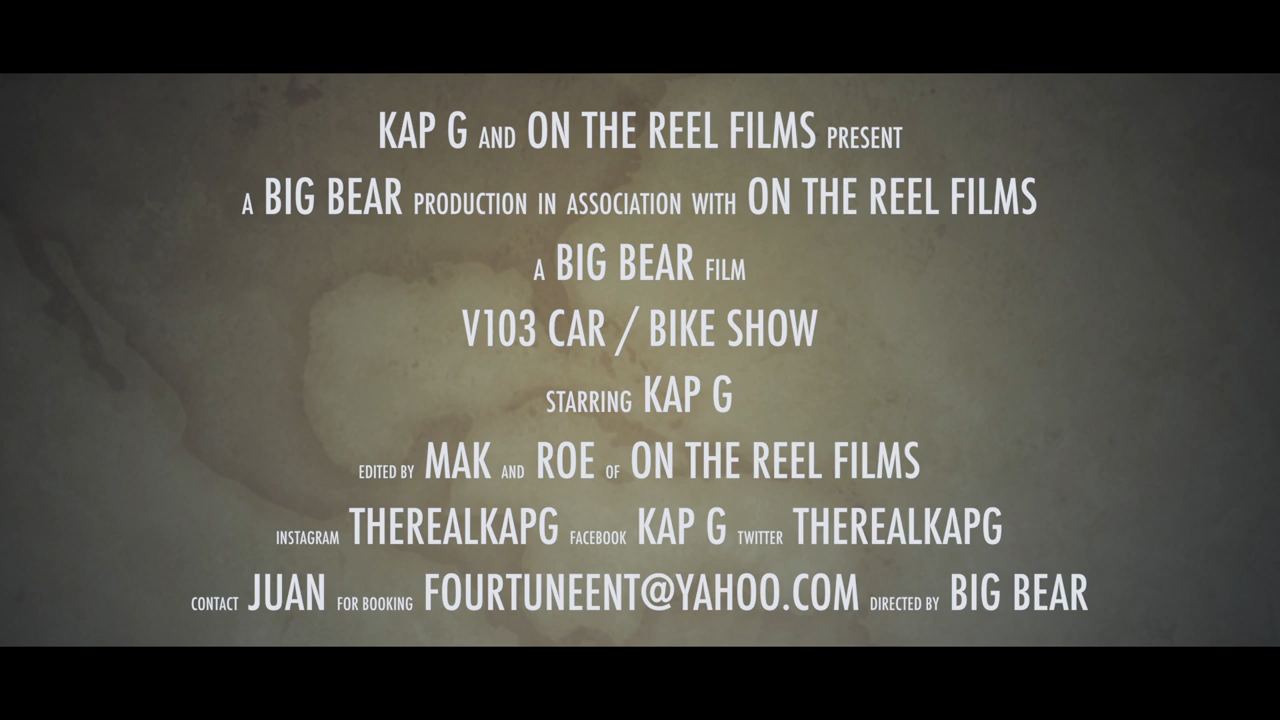 KAP G AND ON THE REEL FILMS PRESENT
A BIG BEAR PRODUCTION IN ASSOCIATION WITH ON THE REEL FILMS
A BIG BEAR FILM
V103 CAR / BIKE SHOW
STARRING KAP G
EDITED BY MAK AND ROE OF ON THE REEL FILMS
INSTAGRAM THEREALKAPG FACEBOOK KAP G TWITTER THEREALKAPG
CONTACT JUAN FOR BOOKING FOURTUNEENT@YAHOO.COM DIRECTED BY BIG BEAR